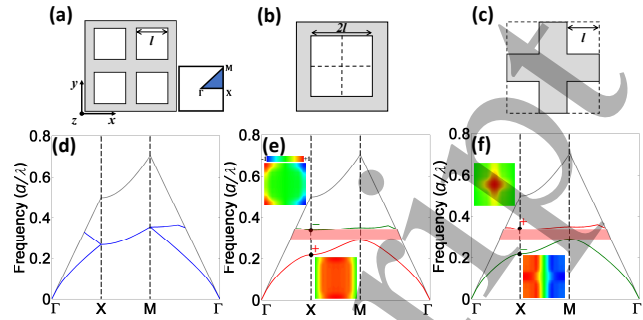 (a)
l
y
z
x
M
Γ
X
(b)
2l
(c)
l
(d)
Frequency (a/λ)
0.8
0.6
0.4
0.2
0
Γ
X
M
Γ
(e)
Frequency (a/λ)
0.8
0.6
0.4
0.2
0
−
+
Γ
X
M
Γ
(f)
Frequency (a/λ)
0.8
0.6
0.4
0.2
0
+
−
Γ
X
M
Γ
ript